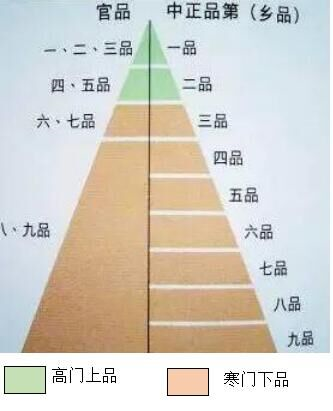 官品 中正品第（乡品）
一、二、三品 一品
四、五品 二品
六、七品 三品
四品
五品
八、九品 六品
七品
八品
九品
高门上品 寒门下品